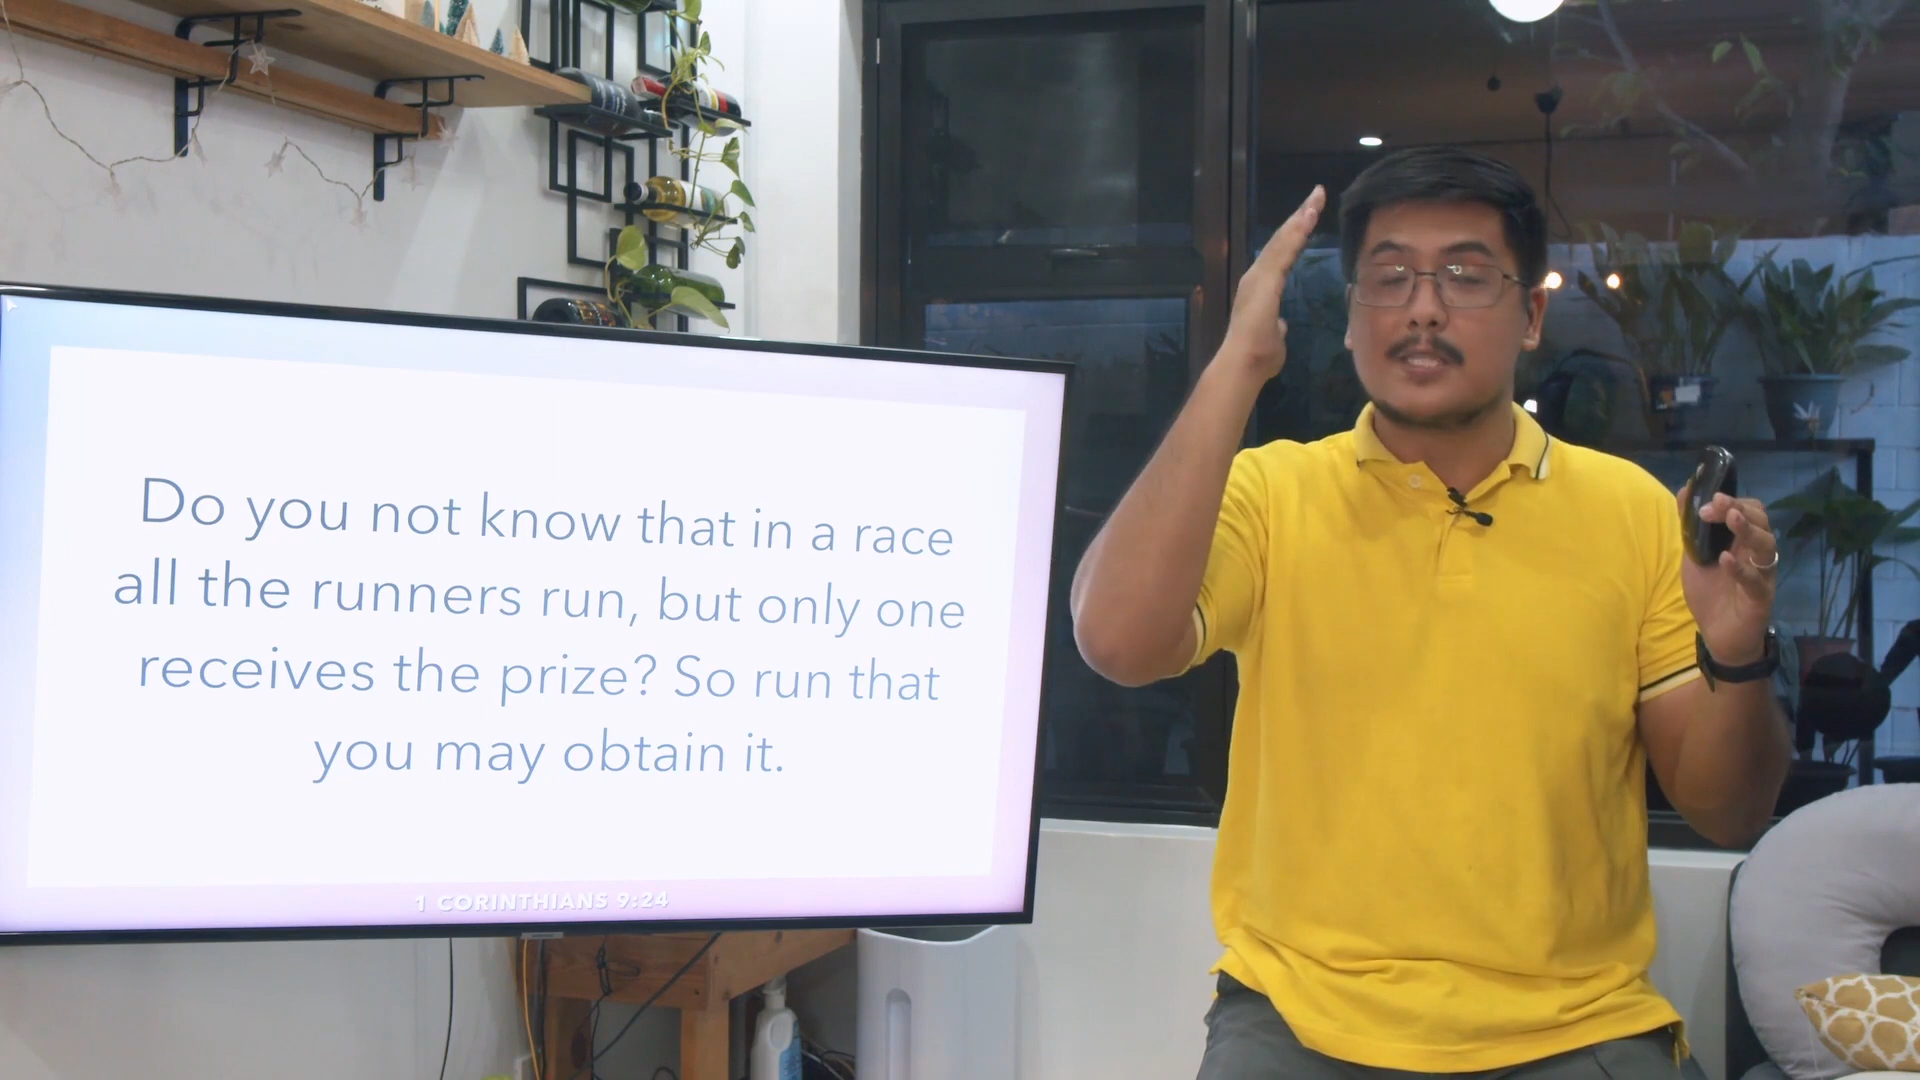 Do you not know that in a race
all the runners run, but only one
receives the prize? So run that
you may obtain it.
1 CORINTHIANS 9:24